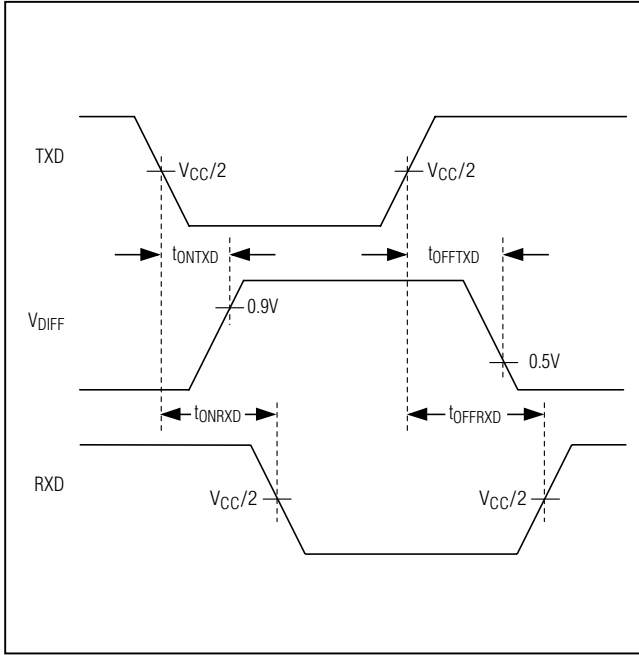 TXD
VCC/2
VCC/2
tONTXD
tOFFTXD
VDIFF
0.9V
0.5V
tONRXD
tOFFRXD
RXD
VCC/2
VCC/2